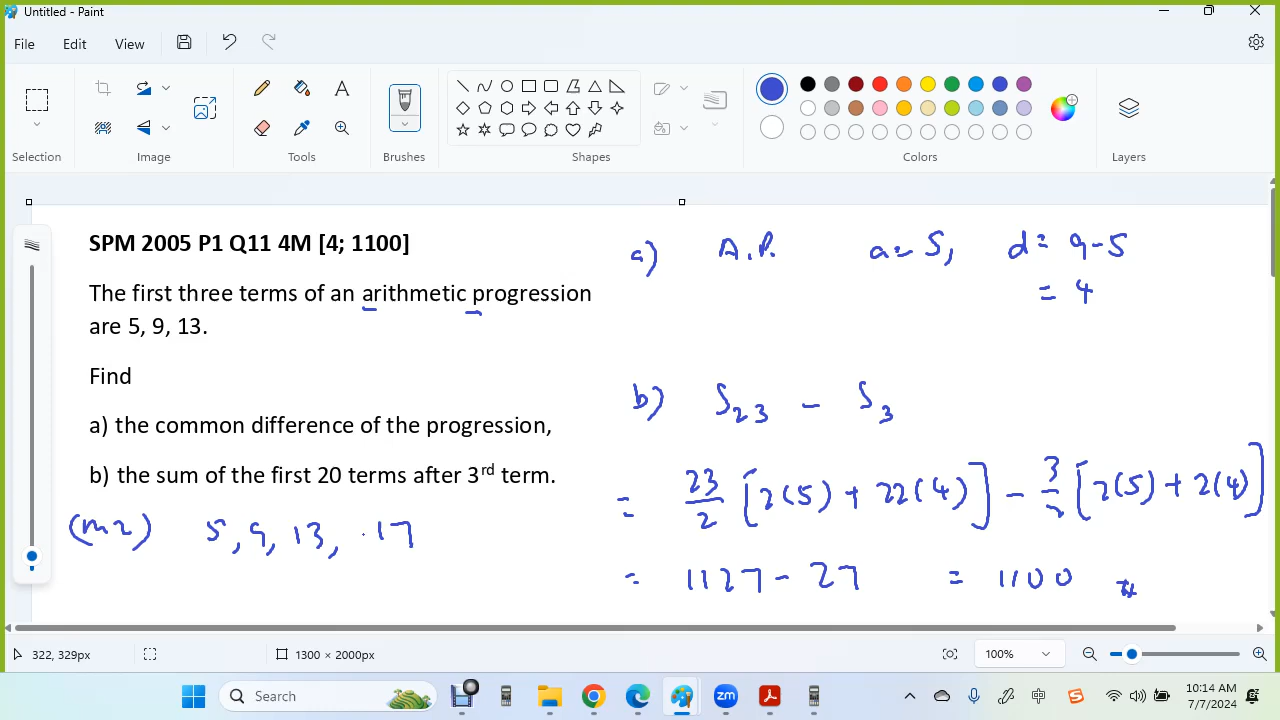 Untitled - Paint
File Edit View
Selection Image Tools Brushes Shapes Colors Layers
SPM 2005 P1 Q11 4M [4; 1100]
The first three terms of an arithmetic progression
are 5, 9, 13.
Find
a) the common difference of the progression,
b) the sum of the first 20 terms after 3rd term.
(m2) 5, 9, 13, 17
a) A.P. a = 5, d = 9-5
= 4
b) S23 - S3
= 23/2 [2(5) + 22(4)] - 3/2 [2(5) + 2(4)]
= 1127 - 27 = 1100 #
322, 329px 1300 × 2000px 100%
Search zm 中 S 10:14 AM
7/7/2024